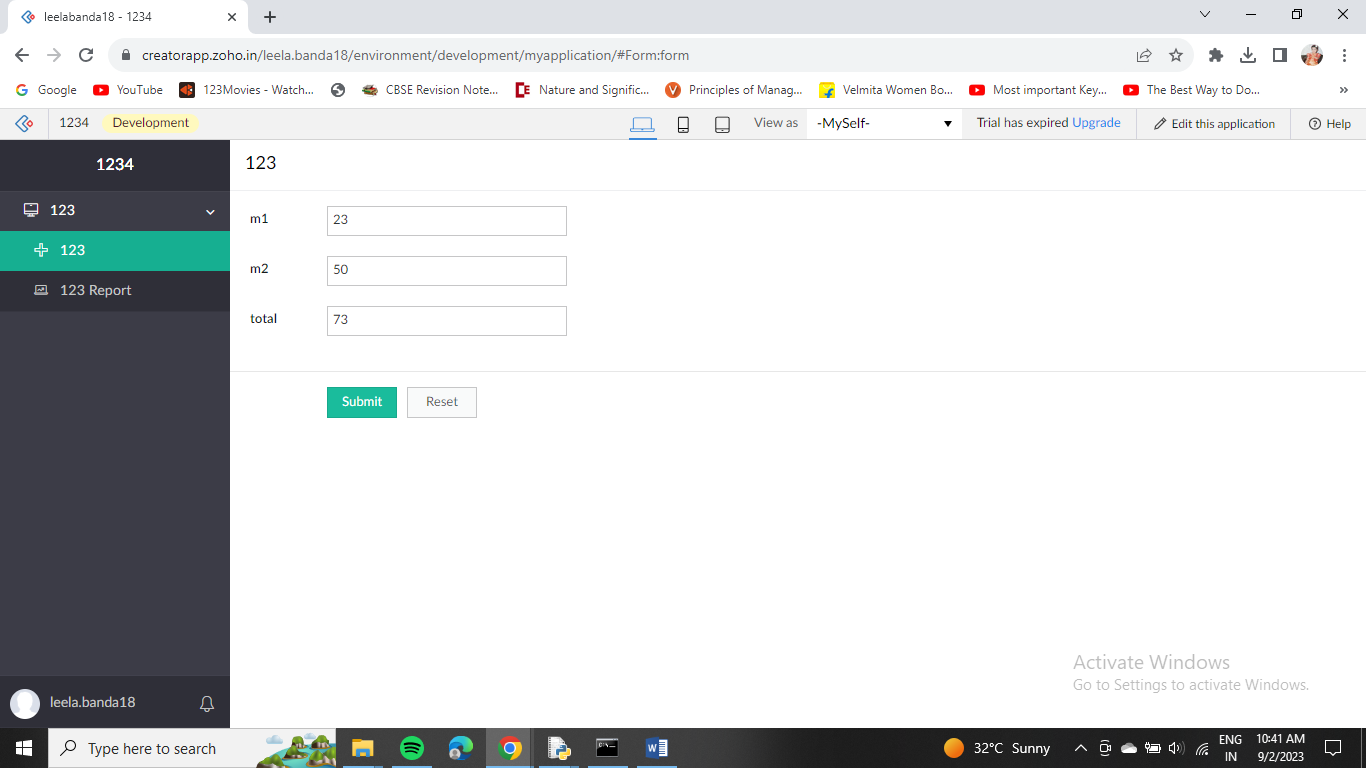 leelabanda18 - 1234
creatorapp.zoho.in/leela.banda18/environment/development/myapplication/#Form:form
Google YouTube 123Movies - Watch... CBSE Revision Note... Nature and Signific... Principles of Manag... Velmita Women Bo... Most important Key... The Best Way to Do... »
1234 Development View as -MySelf- Trial has expired Upgrade Edit this application Help
1234
123
123
123
123 Report
m1 23
m2 50
total 73
Submit Reset
Activate Windows
Go to Settings to activate Windows.
leela.banda18
Type here to search
32°C Sunny
ENG
IN
10:41 AM
9/2/2023